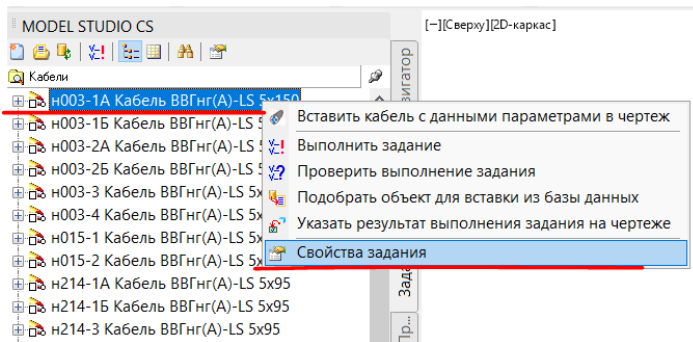 MODEL STUDIO CS
[−][Сверху][2D-каркас]
Кабели
н003-1А Кабель ВВГнг(А)-LS 5x150
н003-1Б Кабель ВВГнг(А)-LS
н003-2А Кабель ВВГнг(А)-LS
н003-2Б Кабель ВВГнг(А)-LS
н003-3 Кабель ВВГнг(А)-LS 5x
н003-4 Кабель ВВГнг(А)-LS 5x
н015-1 Кабель ВВГнг(А)-LS 5x
н015-2 Кабель ВВГнг(А)-LS 5x
н214-1А Кабель ВВГнг(А)-LS 5x95
н214-1Б Кабель ВВГнг(А)-LS 5x95
н214-3 Кабель ВВГнг(А)-LS 5x95
Вставить кабель с данными параметрами в чертеж
Выполнить задание
Проверить выполнение задания
Подобрать объект для вставки из базы данных
Указать результат выполнения задания на чертеже
Свойства задания
вигатор
Зада
Пр...